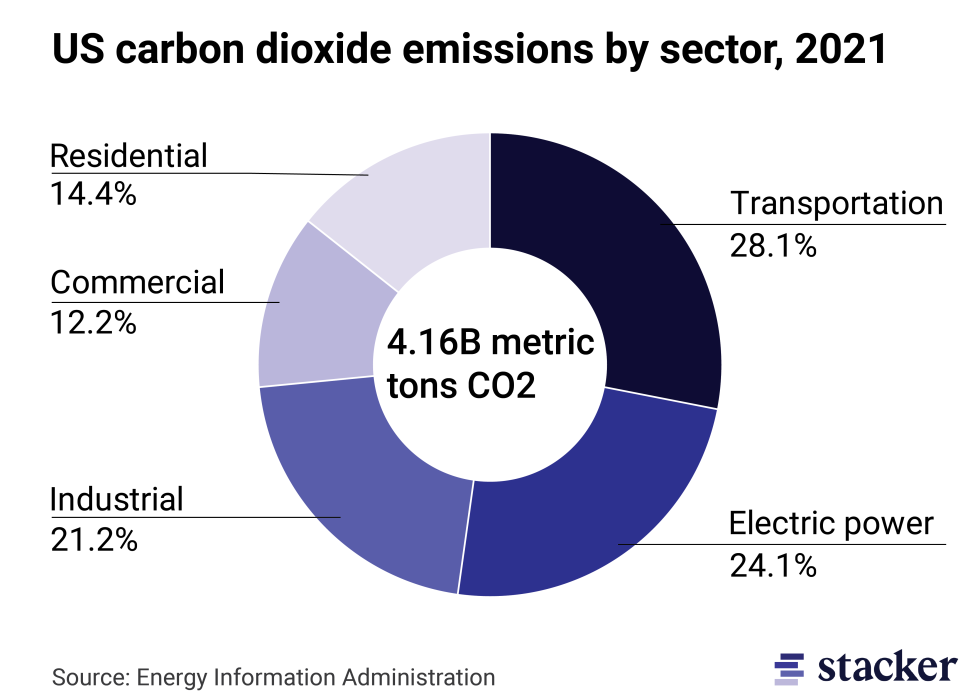 US carbon dioxide emissions by sector, 2021
Residential
14.4%
Transportation
28.1%
Commercial
12.2%
4.16B metric
tons CO2
Industrial
21.2%
Electric power
24.1%
Source: Energy Information Administration
stacker